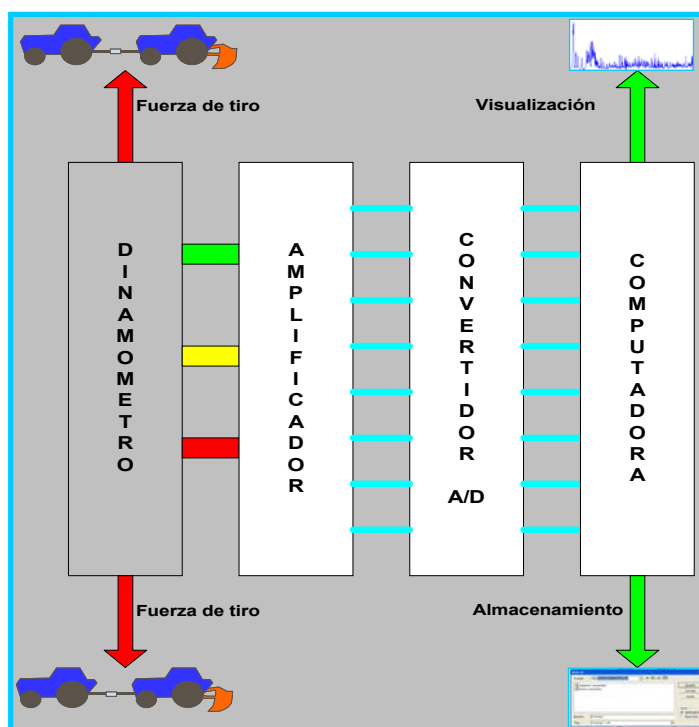 Fuerza de tiro
Visualización
DINAMOMETRO
AMPLIFICADOR
CONVERTIDOR
A/D
COMPUTADORA
Fuerza de tiro
Almacenamiento